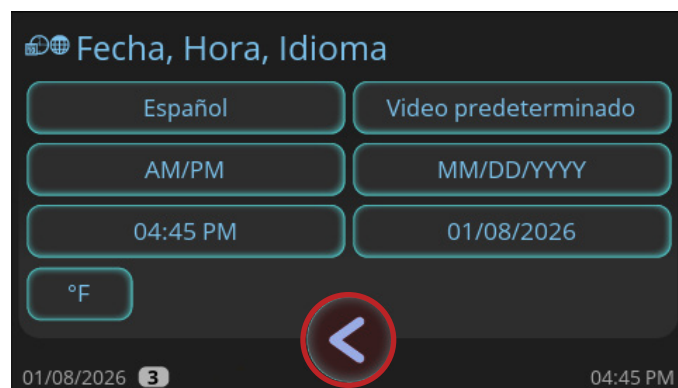 Fecha, Hora, Idioma
Español Video predeterminado
AM/PM MM/DD/YYYY
04:45 PM 01/08/2026
°F
01/08/2026 3 04:45 PM